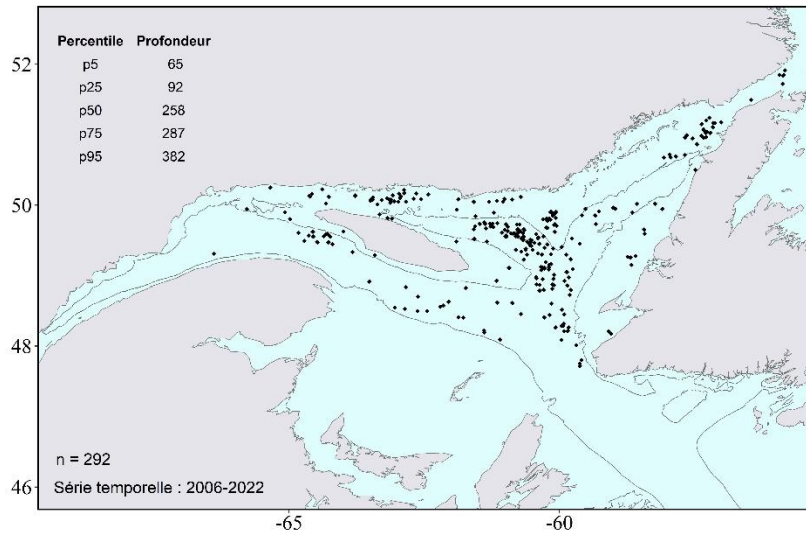 Percentile Profondeur
p5 65
p25 92
p50 258
p75 287
p95 382
52
50
48
46
n = 292
Série temporelle : 2006-2022
-65 -60